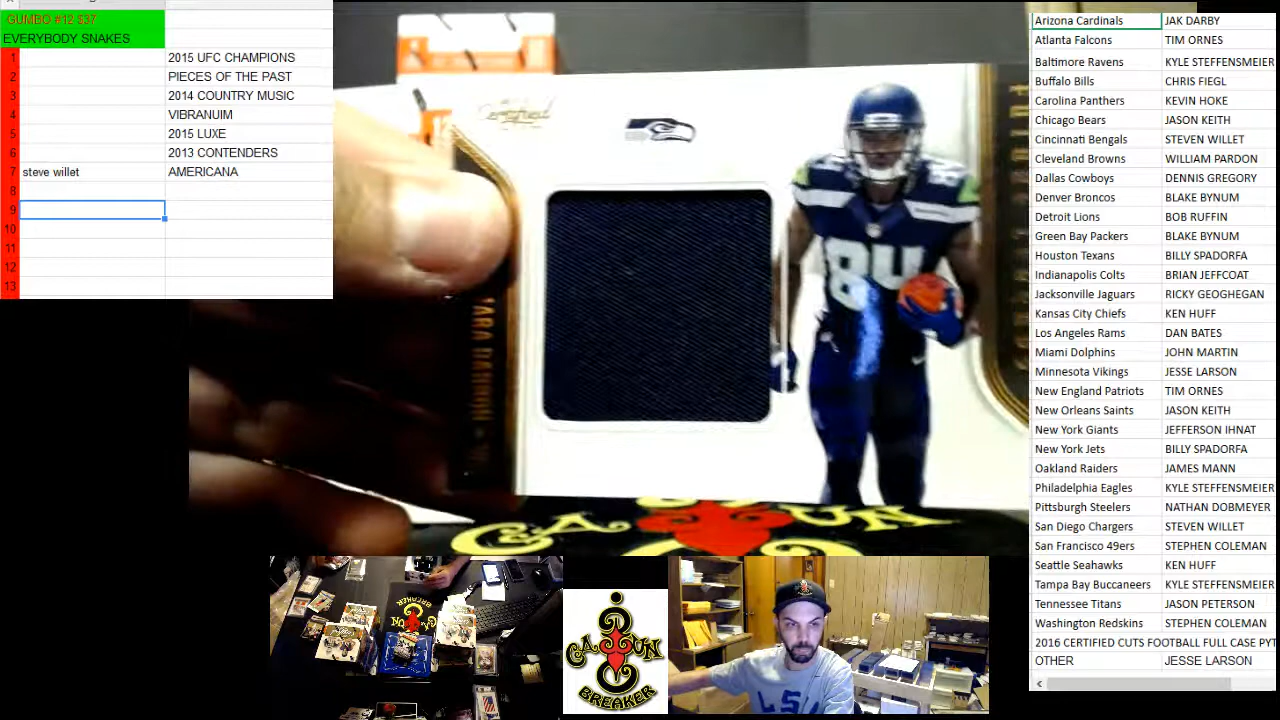 GUMBO #12 $37
EVERYBODY SNAKES
1 2015 UFC CHAMPIONS
2 PIECES OF THE PAST
3 2014 COUNTRY MUSIC
4 VIBRANUIM
5 2015 LUXE
6 2013 CONTENDERS
7 steve willet AMERICANA
8
9
10
11
12
13
Certified
84
CAJUN
BREAKER
LSU
Arizona Cardinals JAK DARBY
Atlanta Falcons TIM ORNES
Baltimore Ravens KYLE STEFFENSMEIER
Buffalo Bills CHRIS FIEGL
Carolina Panthers KEVIN HOKE
Chicago Bears JASON KEITH
Cincinnati Bengals STEVEN WILLET
Cleveland Browns WILLIAM PARDON
Dallas Cowboys DENNIS GREGORY
Denver Broncos BLAKE BYNUM
Detroit Lions BOB RUFFIN
Green Bay Packers BLAKE BYNUM
Houston Texans BILLY SPADORFA
Indianapolis Colts BRIAN JEFFCOAT
Jacksonville Jaguars RICKY GEOGHEGAN
Kansas City Chiefs KEN HUFF
Los Angeles Rams DAN BATES
Miami Dolphins JOHN MARTIN
Minnesota Vikings JESSE LARSON
New England Patriots TIM ORNES
New Orleans Saints JASON KEITH
New York Giants JEFFERSON IHNAT
New York Jets BILLY SPADORFA
Oakland Raiders JAMES MANN
Philadelphia Eagles KYLE STEFFENSMEIER
Pittsburgh Steelers NATHAN DOBMEYER
San Diego Chargers STEVEN WILLET
San Francisco 49ers STEPHEN COLEMAN
Seattle Seahawks KEN HUFF
Tampa Bay Buccaneers KYLE STEFFENSMEIER
Tennessee Titans JASON PETERSON
Washington Redskins STEPHEN COLEMAN
2016 CERTIFIED CUTS FOOTBALL FULL CASE PYT
OTHER JESSE LARSON